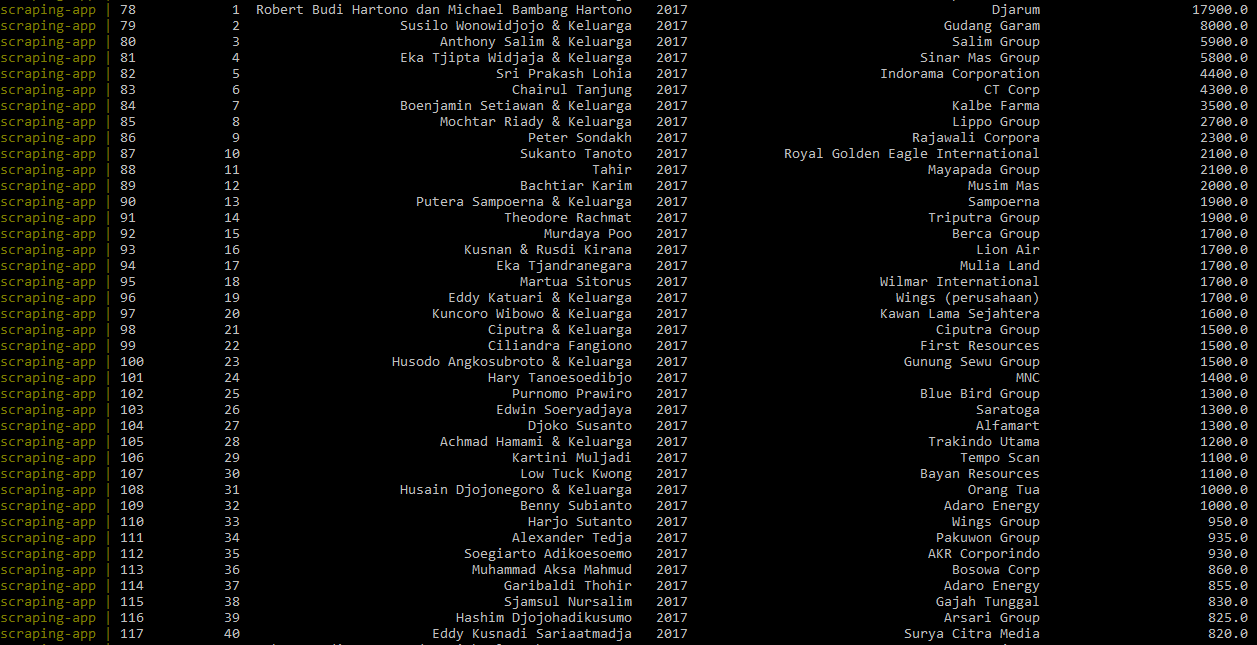 scraping-app | 78 1 Robert Budi Hartono dan Michael Bambang Hartono 2017 Djarum 17900.0
scraping-app | 79 2 Susilo Wonowidjojo & Keluarga 2017 Gudang Garam 8000.0
scraping-app | 80 3 Anthony Salim & Keluarga 2017 Salim Group 5900.0
scraping-app | 81 4 Eka Tjipta Widjaja & Keluarga 2017 Sinar Mas Group 5800.0
scraping-app | 82 5 Sri Prakash Lohia 2017 Indorama Corporation 4400.0
scraping-app | 83 6 Chairul Tanjung 2017 CT Corp 4300.0
scraping-app | 84 7 Boenjamin Setiawan & Keluarga 2017 Kalbe Farma 3500.0
scraping-app | 85 8 Mochtar Riady & Keluarga 2017 Lippo Group 2700.0
scraping-app | 86 9 Peter Sondakh 2017 Rajawali Corpora 2300.0
scraping-app | 87 10 Sukanto Tanoto 2017 Royal Golden Eagle International 2100.0
scraping-app | 88 11 Tahir 2017 Mayapada Group 2100.0
scraping-app | 89 12 Bachtiar Karim 2017 Musim Mas 2000.0
scraping-app | 90 13 Putera Sampoerna & Keluarga 2017 Sampoerna 1900.0
scraping-app | 91 14 Theodore Rachmat 2017 Triputra Group 1900.0
scraping-app | 92 15 Murdaya Poo 2017 Berca Group 1700.0
scraping-app | 93 16 Kusnan & Rusdi Kirana 2017 Lion Air 1700.0
scraping-app | 94 17 Eka Tjandranegara 2017 Mulia Land 1700.0
scraping-app | 95 18 Martua Sitorus 2017 Wilmar International 1700.0
scraping-app | 96 19 Eddy Katuari & Keluarga 2017 Wings (perusahaan) 1700.0
scraping-app | 97 20 Kuncoro Wibowo & Keluarga 2017 Kawan Lama Sejahtera 1600.0
scraping-app | 98 21 Ciputra & Keluarga 2017 Ciputra Group 1500.0
scraping-app | 99 22 Ciliandra Fangiono 2017 First Resources 1500.0
scraping-app | 100 23 Husodo Angkosubroto & Keluarga 2017 Gunung Sewu Group 1500.0
scraping-app | 101 24 Hary Tanoesoedibjo 2017 MNC 1400.0
scraping-app | 102 25 Purnomo Prawiro 2017 Blue Bird Group 1300.0
scraping-app | 103 26 Edwin Soeryadjaya 2017 Saratoga 1300.0
scraping-app | 104 27 Djoko Susanto 2017 Alfamart 1300.0
scraping-app | 105 28 Achmad Hamami & Keluarga 2017 Trakindo Utama 1200.0
scraping-app | 106 29 Kartini Muljadi 2017 Tempo Scan 1100.0
scraping-app | 107 30 Low Tuck Kwong 2017 Bayan Resources 1100.0
scraping-app | 108 31 Husain Djojonegoro & Keluarga 2017 Orang Tua 1000.0
scraping-app | 109 32 Benny Subianto 2017 Adaro Energy 1000.0
scraping-app | 110 33 Harjo Sutanto 2017 Wings Group 950.0
scraping-app | 111 34 Alexander Tedja 2017 Pakuwon Group 935.0
scraping-app | 112 35 Soegiarto Adikoesoemo 2017 AKR Corporindo 930.0
scraping-app | 113 36 Muhammad Aksa Mahmud 2017 Bosowa Corp 860.0
scraping-app | 114 37 Garibaldi Thohir 2017 Adaro Energy 855.0
scraping-app | 115 38 Sjamsul Nursalim 2017 Gajah Tunggal 830.0
scraping-app | 116 39 Hashim Djojohadikusumo 2017 Arsari Group 825.0
scraping-app | 117 40 Eddy Kusnadi Sariaatmadja 2017 Surya Citra Media 820.0